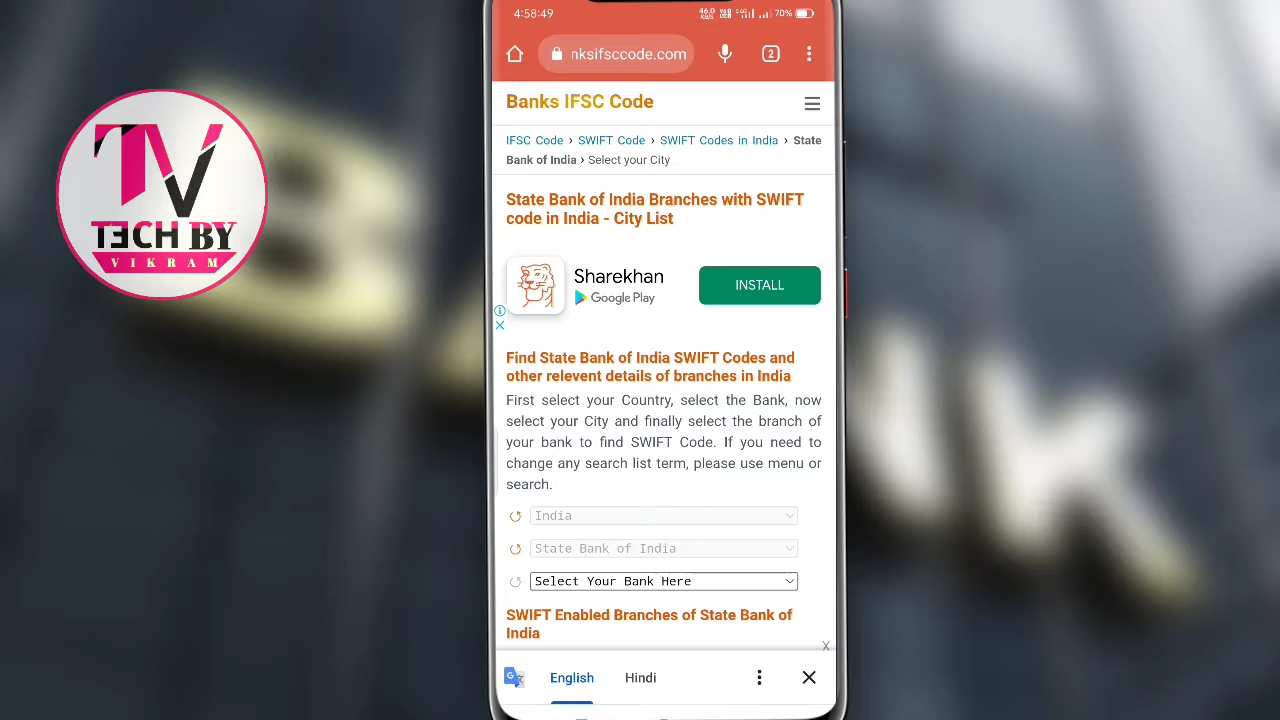 4:58:49
46.0
KB/S
70%
nksifsccode.com
2
Banks IFSC Code
IFSC Code › SWIFT Code › SWIFT Codes in India › State
Bank of India › Select your City
State Bank of India Branches with SWIFT
code in India - City List
Sharekhan
Google Play
INSTALL
Find State Bank of India SWIFT Codes and
other relevent details of branches in India
First select your Country, select the Bank, now
select your City and finally select the branch of
your bank to find SWIFT Code. If you need to
change any search list term, please use menu or
search.
India
State Bank of India
Select Your Bank Here
SWIFT Enabled Branches of State Bank of
India
X
English
Hindi
TV
TECH BY
VIKRAM